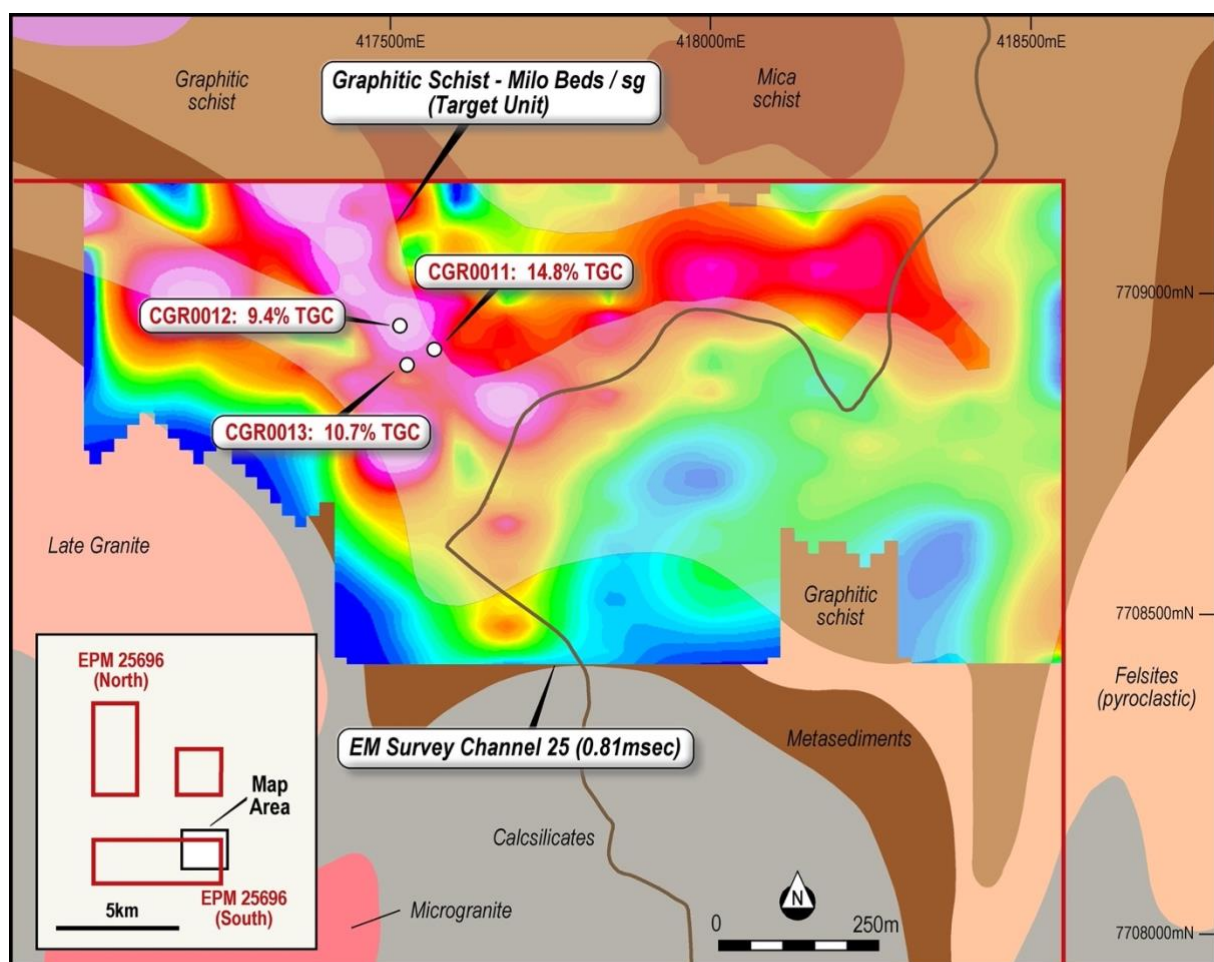 417500mE
418000mE
418500mE
Graphitic
schist
Graphitic Schist - Milo Beds / sg
(Target Unit)
Mica
schist
CGR0011: 14.8% TGC
7709000mN
CGR0012: 9.4% TGC
CGR0013: 10.7% TGC
Late Granite
Graphitic
schist
7708500mN
EPM 25696
(North)
Felsites
(pyroclastic)
EM Survey Channel 25 (0.81msec)
Metasediments
Map
Area
Calcsilicates
EPM 25696
(South)
5km
Microgranite
N
0
250m
7708000mN